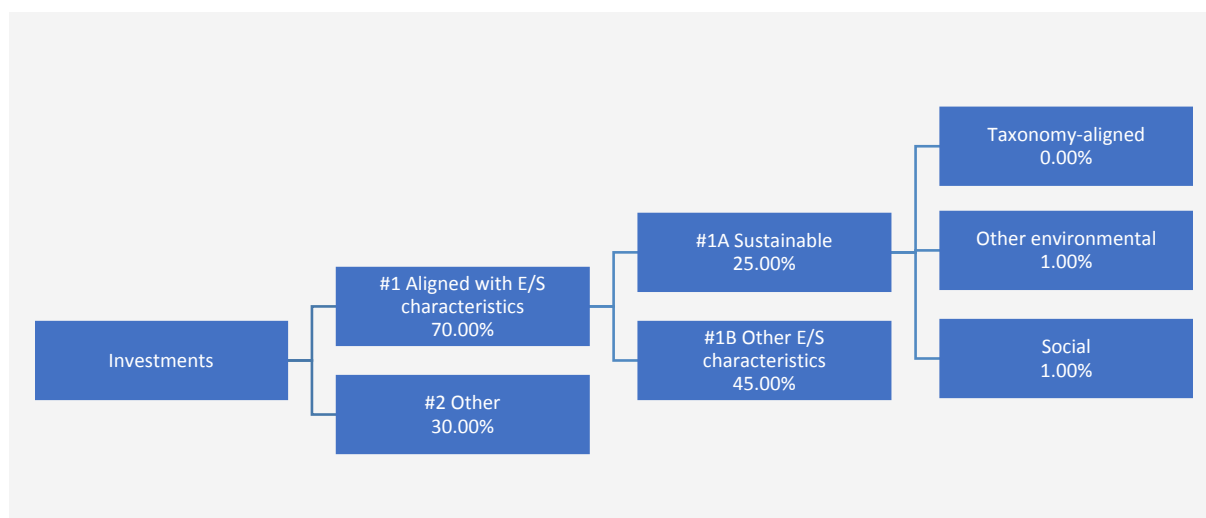 Taxonomy-aligned
0.00%
#1A Sustainable
25.00%
Other environmental
1.00%
#1 Aligned with E/S
characteristics
70.00%
Investments
#1B Other E/S
characteristics
45.00%
Social
1.00%
#2 Other
30.00%